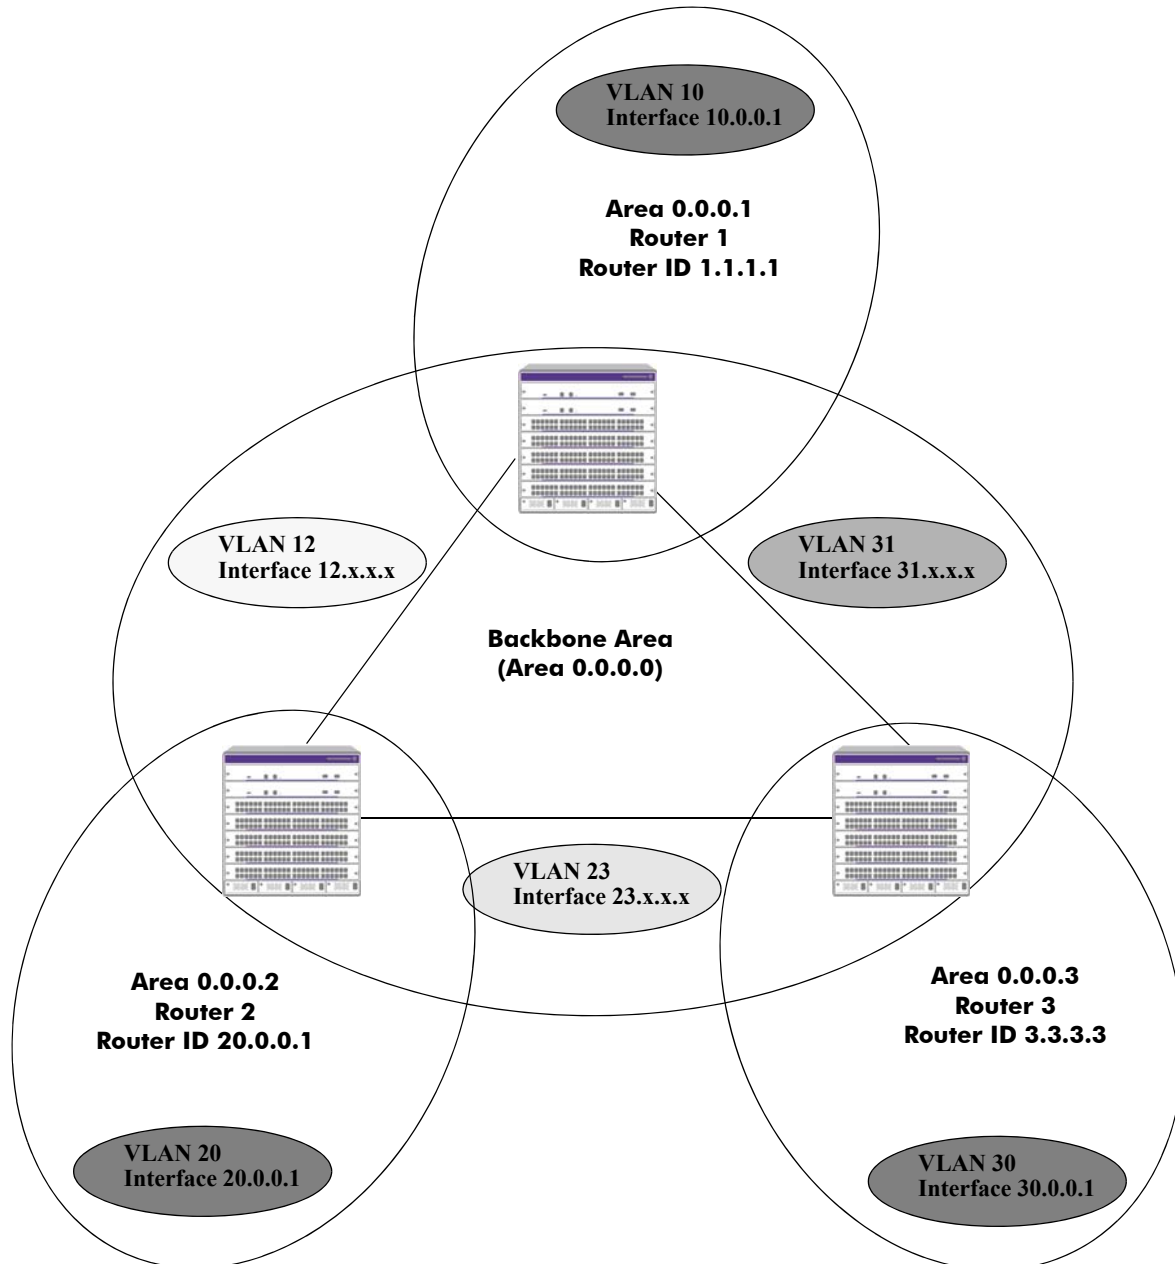 VLAN 10
Interface 10.0.0.1
Area 0.0.0.1
Router 1
Router ID 1.1.1.1
VLAN 12
Interface 12.x.x.x
VLAN 31
Interface 31.x.x.x
Backbone Area
(Area 0.0.0.0)
VLAN 23
Interface 23.x.x.x
Area 0.0.0.2
Router 2
Router ID 20.0.0.1
Area 0.0.0.3
Router 3
Router ID 3.3.3.3
VLAN 20
Interface 20.0.0.1
VLAN 30
Interface 30.0.0.1